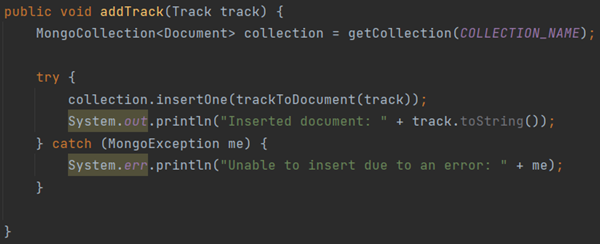 public void addTrack(Track track) {
MongoCollection<Document> collection = getCollection(COLLECTION_NAME);
try {
collection.insertOne(trackToDocument(track));
System.out.println("Inserted document: " + track.toString());
} catch (MongoException me) {
System.err.println("Unable to insert due to an error: " + me);
}
}